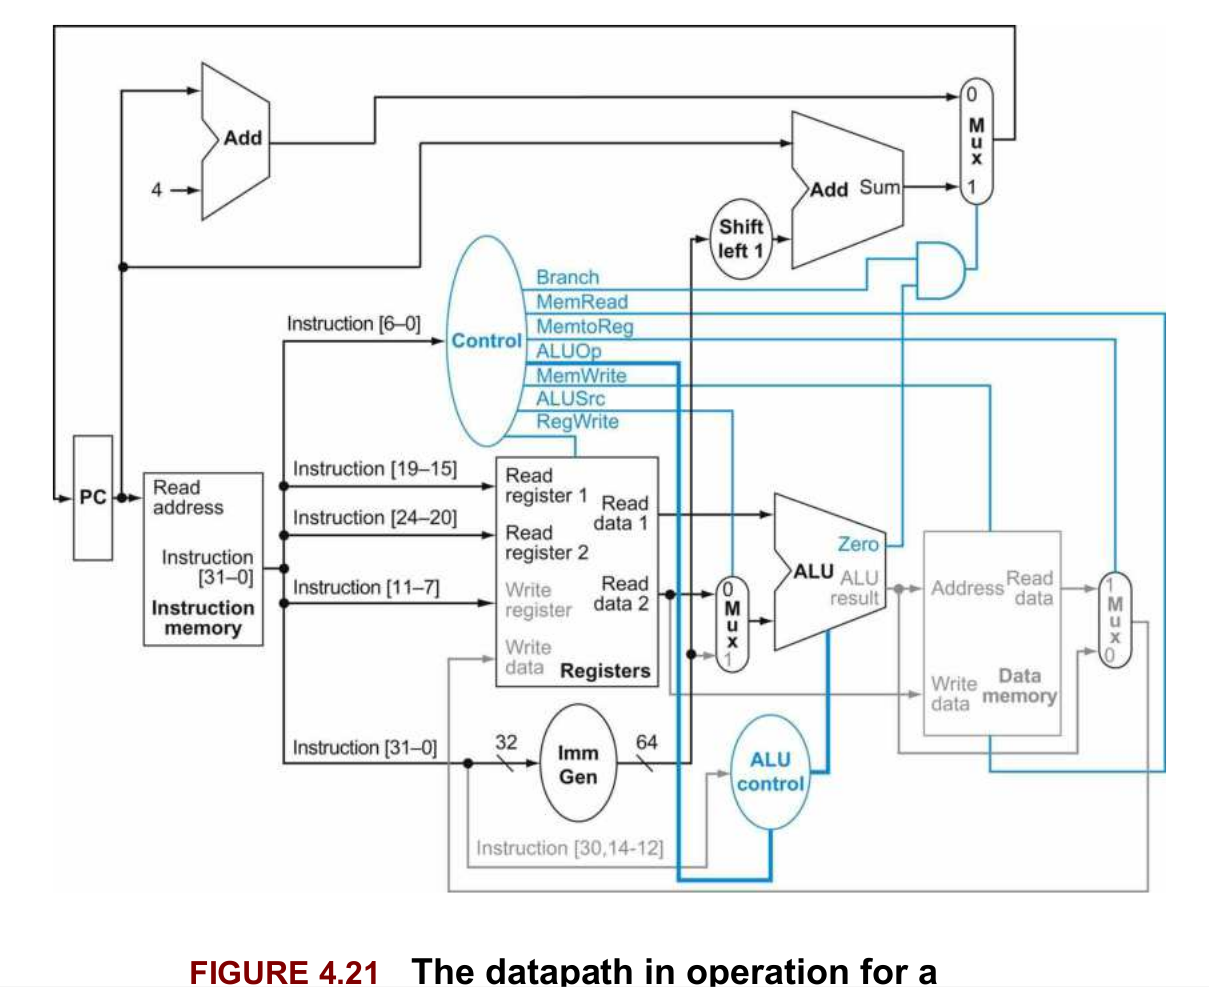 0
M
u
x
1
Add
4
Add Sum
Shift
left 1
Branch
MemRead
MemtoReg
ALUOp
MemWrite
ALUSrc
RegWrite
Instruction [6–0]
Control
PC
Read
address
Instruction
[31–0]
Instruction
memory
Instruction [19–15]
Instruction [24–20]
Instruction [11–7]
Instruction [31–0]
Read
register 1
Read
register 2
Write
register
Write
data
Read
data 1
Read
data 2
Registers
0
M
u
x
1
Zero
ALU
ALU
result
Address
Read
data
Write
data
Data
memory
1
M
u
x
0
32
Imm
Gen
64
ALU
control
Instruction [30,14-12]
FIGURE 4.21 The datapath in operation for a